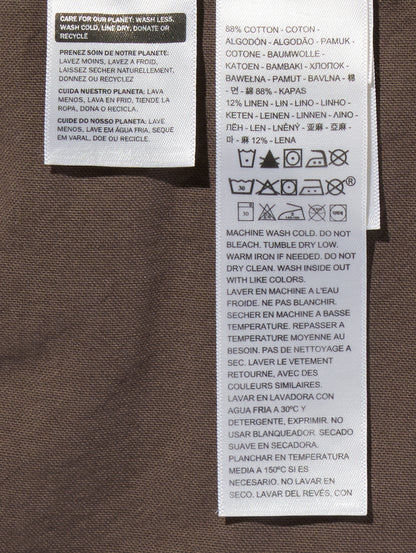 CARE FOR OUR PLANET: WASH LESS,
WASH COLD, LINE DRY, DONATE OR
RECYCLE
PRENEZ SOIN DE NOTRE PLANETE:
LAVEZ MOINS, LAVEZ A FROID,
LAISSEZ SECHER NATURELLEMENT,
DONNEZ OU RECYCLEZ
CUIDA NUESTRO PLANETA: LAVA
MENOS, LAVA EN FRIO, TIENDE LA
ROPA, DONA O RECICLA.
CUIDE DO NOSSO PLANETA: LAVE
MENOS, LAVE EM ÁGUA FRIA, SEQUE
EM VARAL, DOE OU RECICLE.
88% COTTON - COTON -
ALGODÓN - ALGODÃO - PAMUK -
COTONE - BAUMWOLLE -
KATOEN - BAMBAKI - ХЛОПОК -
BAWEŁNA - PAMUT - BAVLNA - 棉
- 면 - 綿 88% - KAPAS
12% LINEN - LIN - LINO - LINHO -
KETEN - LEINEN - LINNEN - AINO -
ЛЁН - LEN - LNĚNÝ - 亚麻 - 亞麻 -
마 - 麻 12% - LENA
30
®
30
MACHINE WASH COLD. DO NOT
BLEACH. TUMBLE DRY LOW.
WARM IRON IF NEEDED. DO NOT
DRY CLEAN. WASH INSIDE OUT
WITH LIKE COLORS.
LAVER EN MACHINE A L'EAU
FROIDE. NE PAS BLANCHIR.
SECHER EN MACHINE A BASSE
TEMPERATURE. REPASSER A
TEMPERATURE MOYENNE AU
BESOIN. PAS DE NETTOYAGE A
SEC. LAVER LE VETEMENT
RETOURNE, AVEC DES
COULEURS SIMILAIRES.
LAVAR EN LAVADORA CON
AGUA FRIA A 30ºC Y
DETERGENTE, EXPRIMIR. NO
USAR BLANQUEADOR. SECADO
SUAVE EN SECADORA.
PLANCHAR EN TEMPERATURA
MEDIA A 150ºC SI ES
NECESARIO. NO LAVAR EN
SECO. LAVAR DEL REVÉS, CON